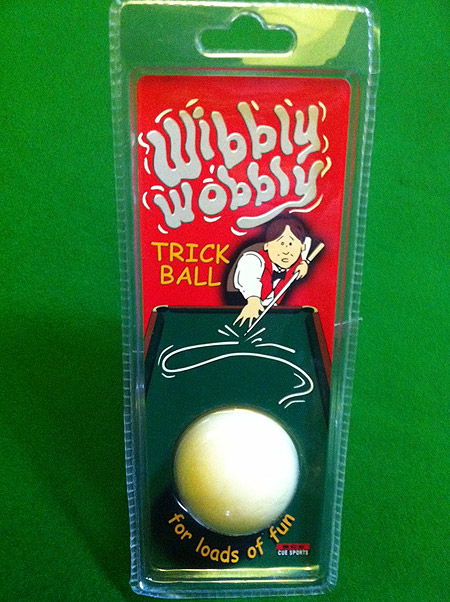 Wibbly
wobbly
TRICK
BALL
for loads of fun
CUE SPORTS